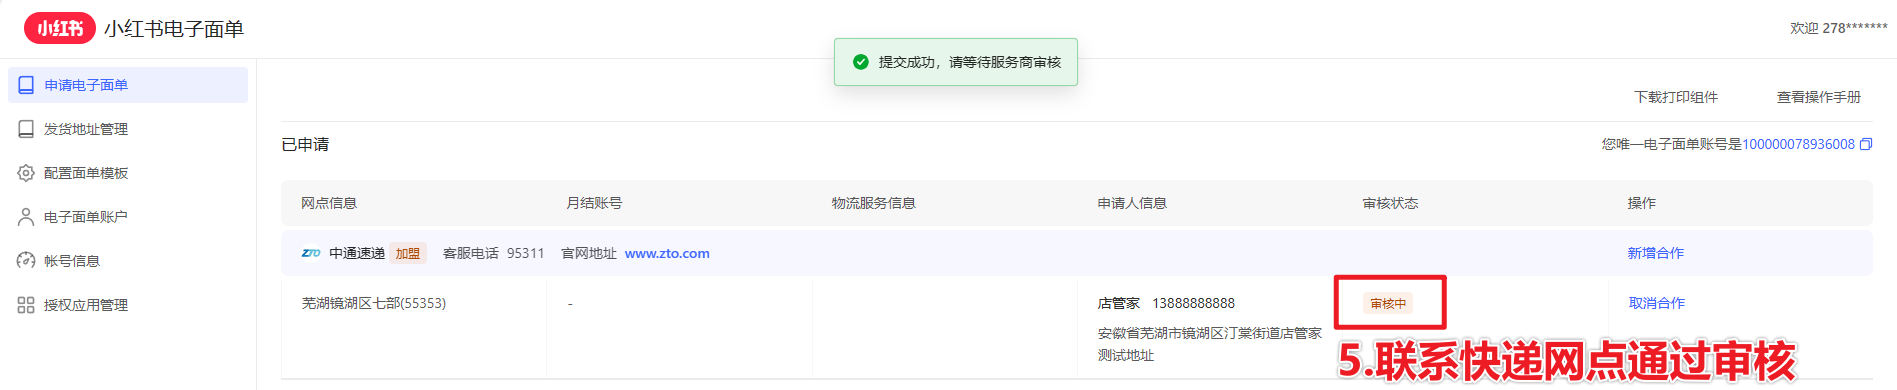 小红书 小红书电子面单
欢迎 278*******
提交成功，请等待服务商审核
申请电子面单
发货地址管理
配置面单模板
电子面单账户
帐号信息
授权应用管理
下载打印组件 查看操作手册
已申请
您唯一电子面单账号是100000078936008
网点信息 月结账号 物流服务信息 申请人信息 审核状态 操作
ZTO 中通速递 加盟 客服电话 95311 官网地址 www.zto.com 新增合作
芜湖镜湖区七部(55353) - 店管家 13888888888 审核中 取消合作
安徽省芜湖市镜湖区汀棠街道店管家
测试地址
5.联系快递网点通过审核